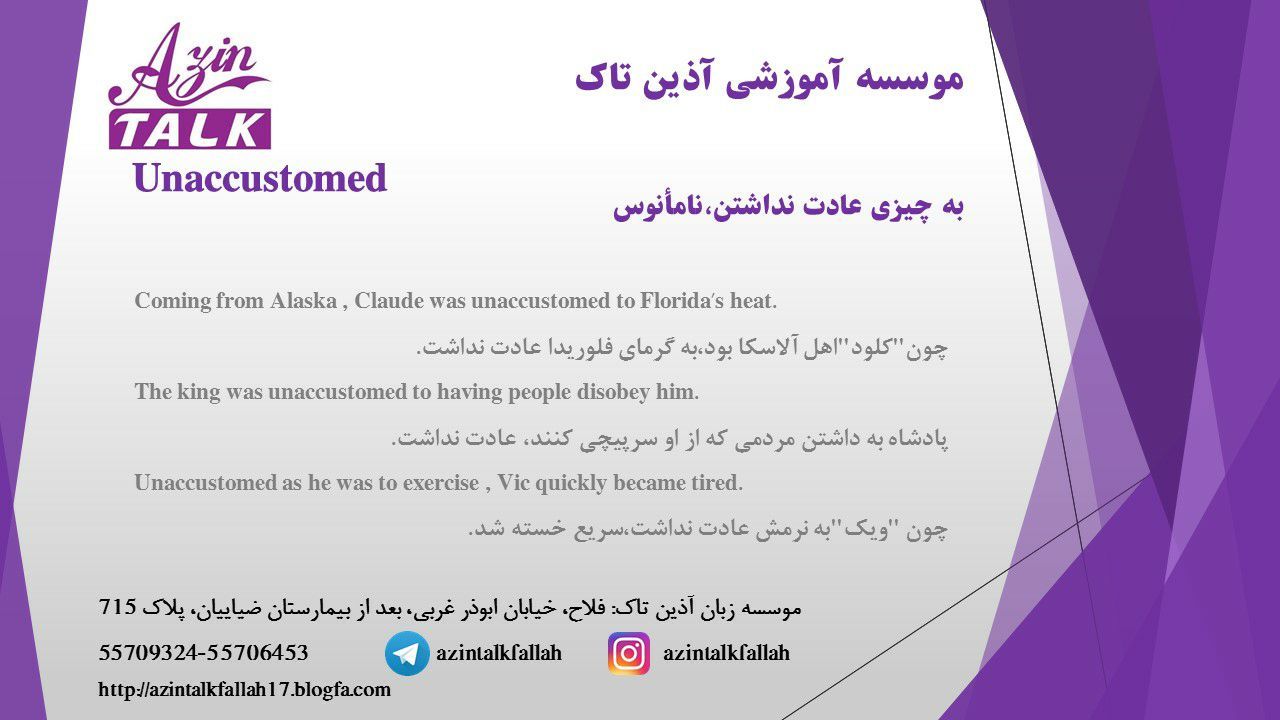 Azin
TALK
موسسه آموزشی آذین تاک
Unaccustomed
به چیزی عادت نداشتن،نامأنوس
Coming from Alaska , Claude was unaccustomed to Florida's heat.
چون"کلود"اهل آلاسکا بود،به گرمای فلوریدا عادت نداشت.
The king was unaccustomed to having people disobey him.
پادشاه به داشتن مردمی که از او سرپیچی کنند، عادت نداشت.
Unaccustomed as he was to exercise , Vic quickly became tired.
چون "ویک"به نرمش عادت نداشت،سریع خسته شد.
موسسه زبان آذین تاک: فلاح، خیابان ابوذر غربی، بعد از بیمارستان ضیاییان، پلاک 715
55709324-55706453 azintalkfallah azintalkfallah
http://azintalkfallah17.blogfa.com